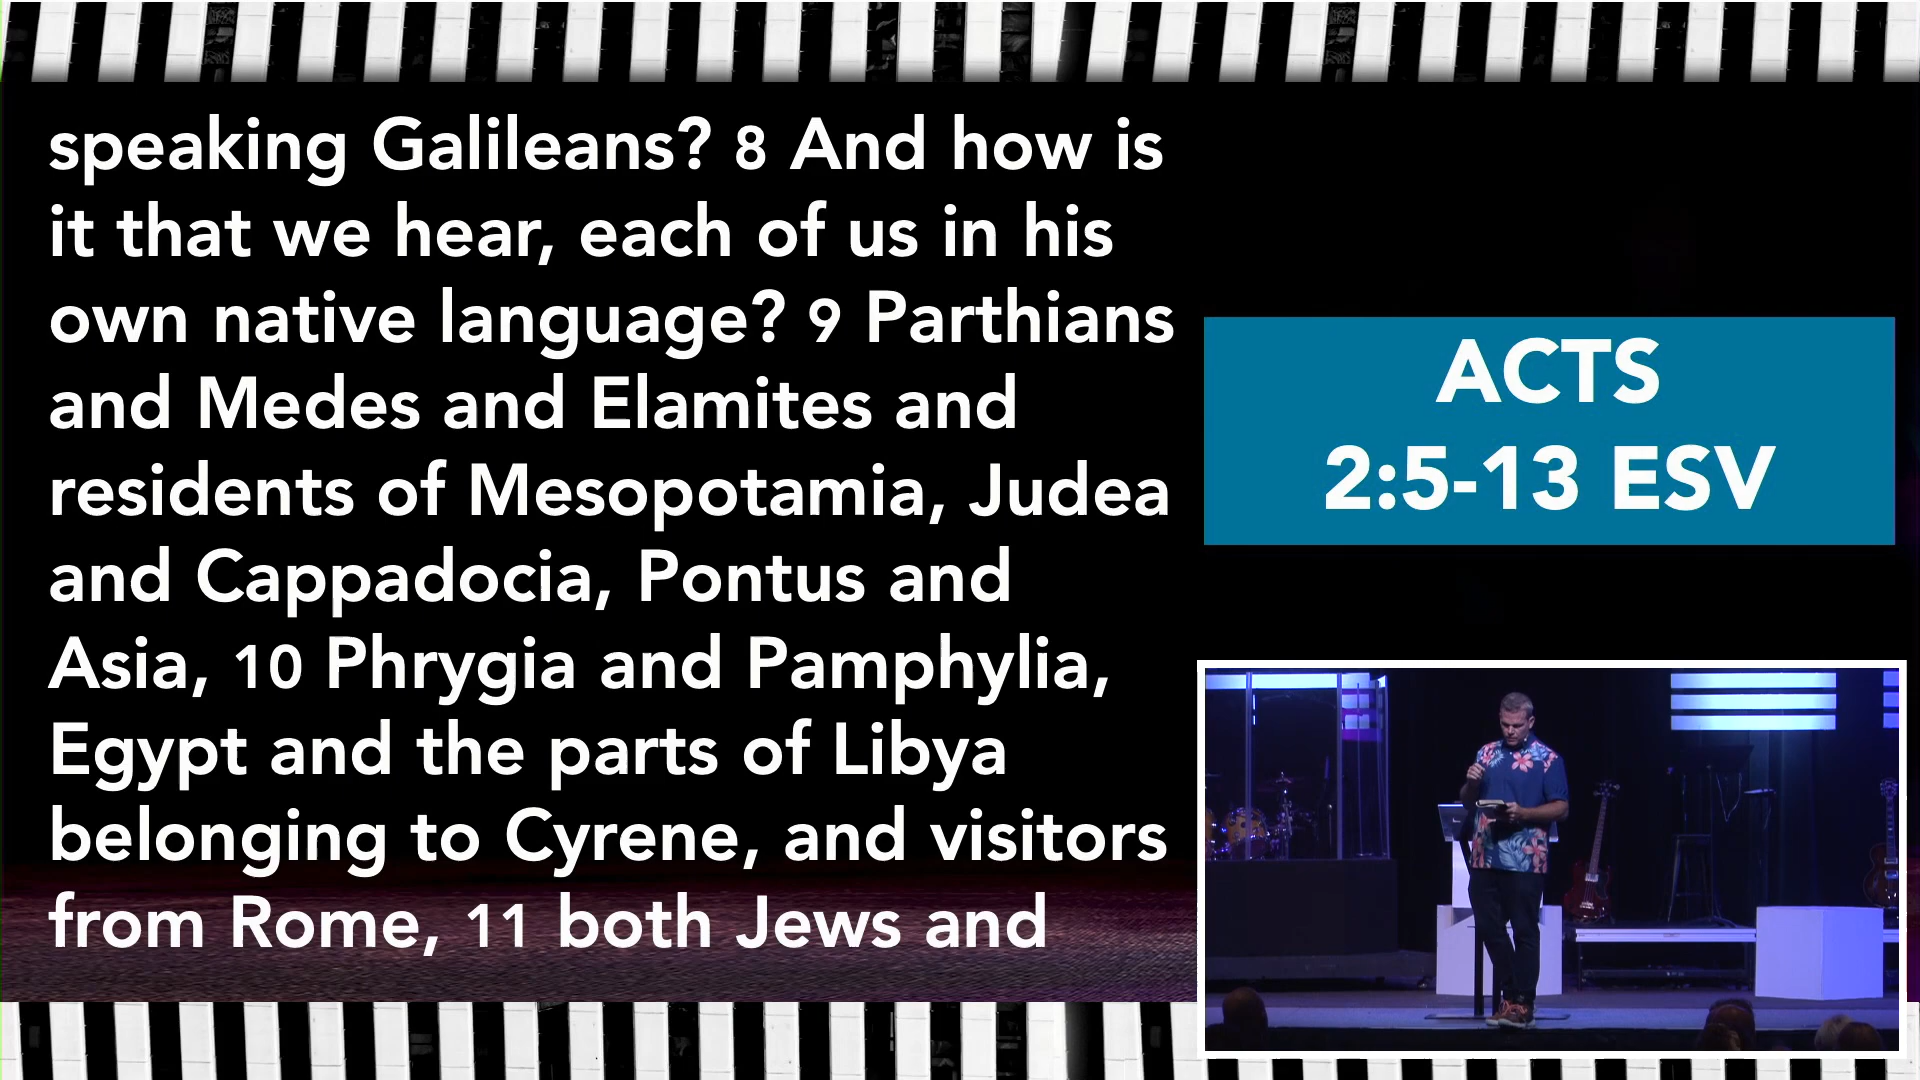 speaking Galileans? 8 And how is
it that we hear, each of us in his
own native language? 9 Parthians
and Medes and Elamites and
residents of Mesopotamia, Judea
and Cappadocia, Pontus and
Asia, 10 Phrygia and Pamphylia,
Egypt and the parts of Libya
belonging to Cyrene, and visitors
from Rome, 11 both Jews and
ACTS
2:5-13 ESV